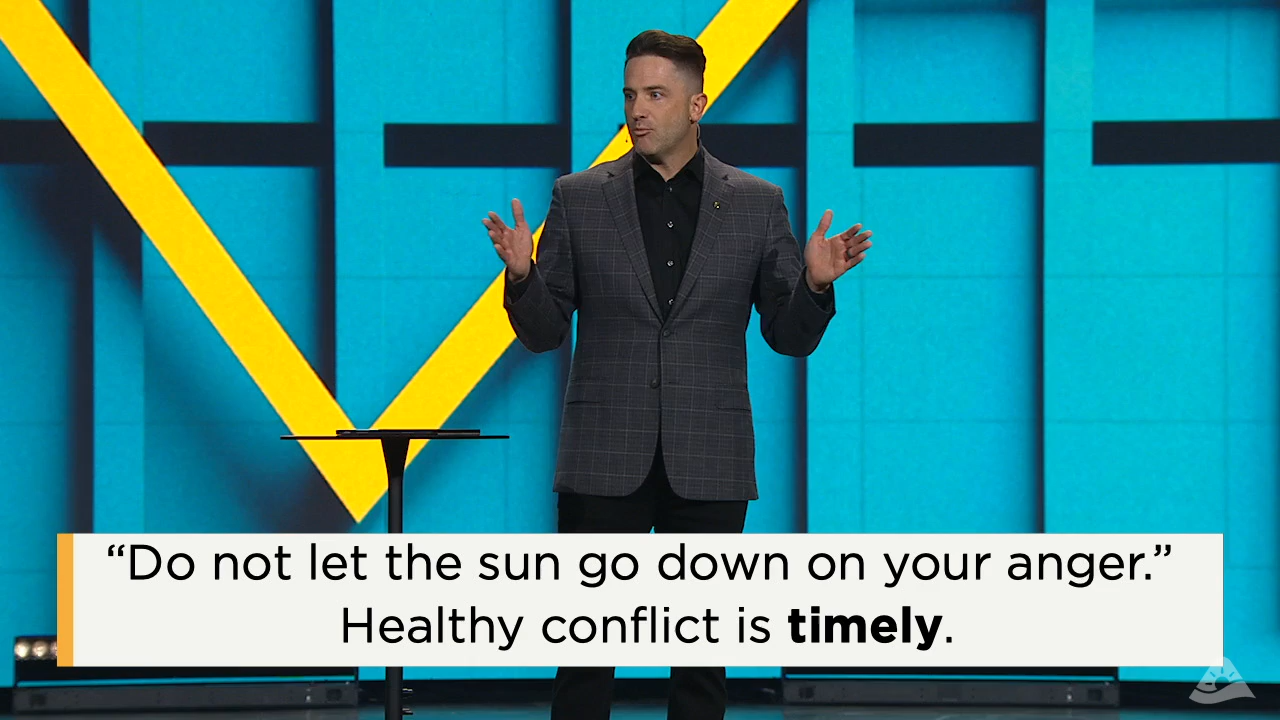 “Do not let the sun go down on your anger.”
Healthy conflict is timely.